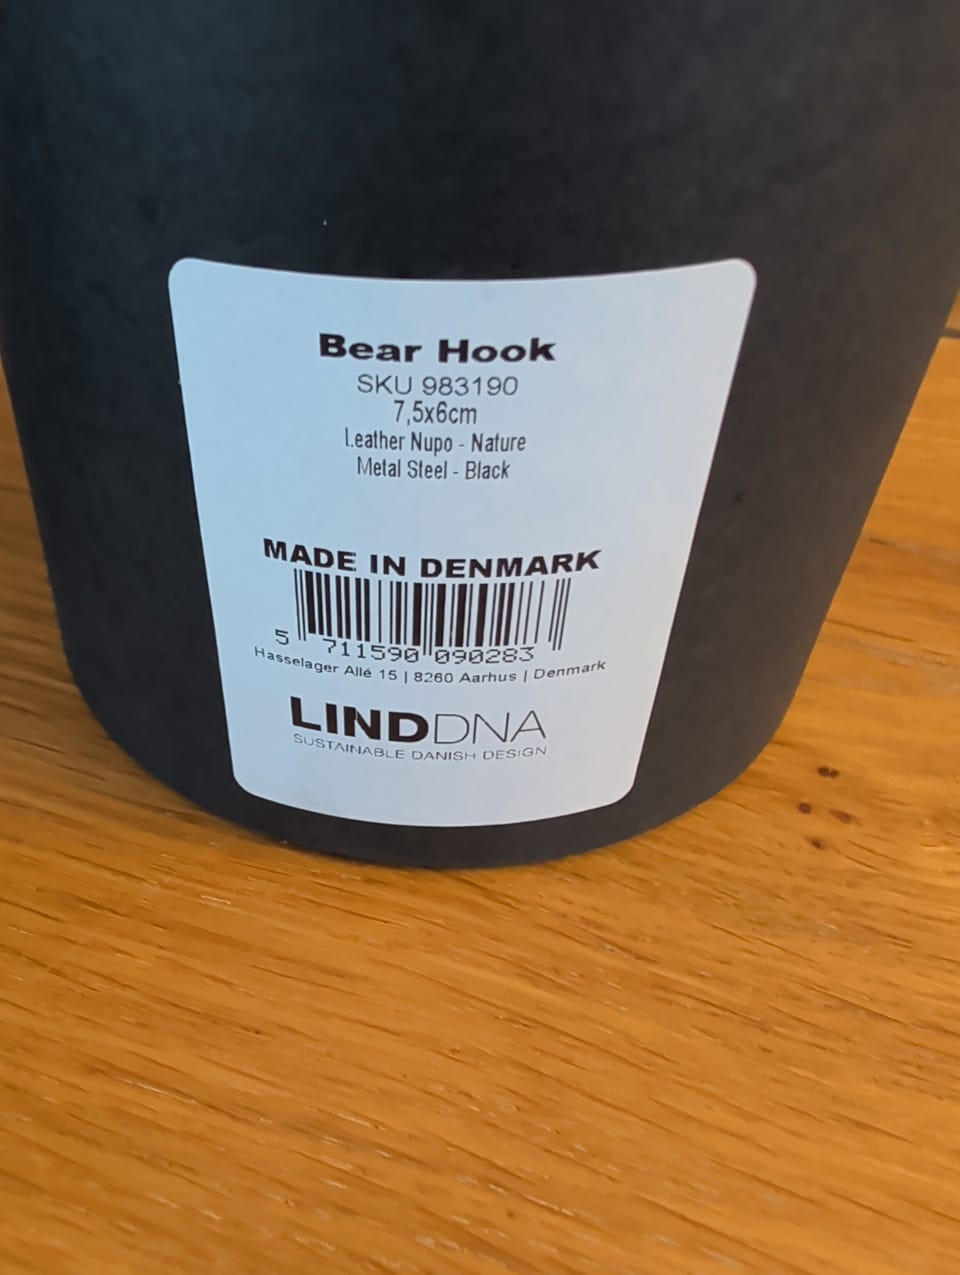 Bear Hook
SKU 983190
7,5x6cm
Leather Nupo - Nature
Metal Steel - Black
MADE IN DENMARK
5 711590 090283
Hasselager Allé 15 | 8260 Aarhus | Denmark
LINDDNA
SUSTAINABLE DANISH DESIGN